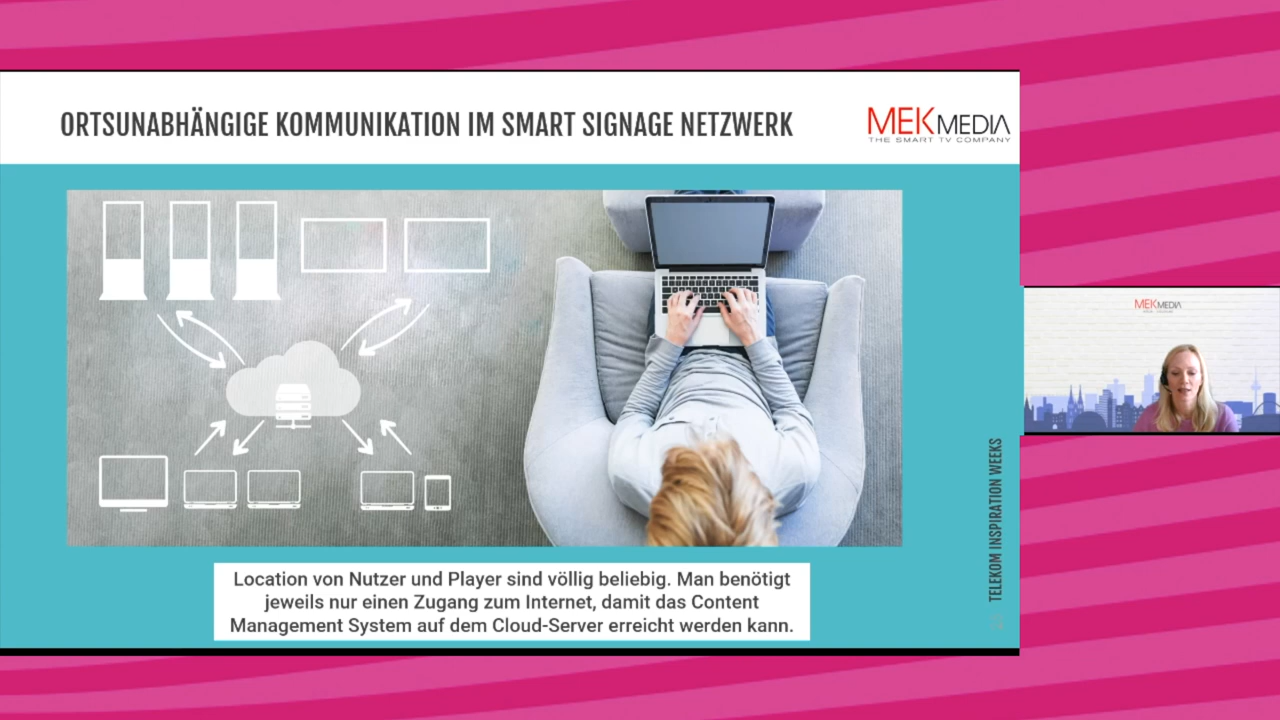 ORTSUNABHÄNGIGE KOMMUNIKATION IM SMART SIGNAGE NETZWERK
MEKMEDIA
THE SMART TV COMPANY
MEKMEDIA
TELEKOM INSPIRATION WEEKS
Location von Nutzer und Player sind völlig beliebig. Man benötigt
jeweils nur einen Zugang zum Internet, damit das Content
Management System auf dem Cloud-Server erreicht werden kann.